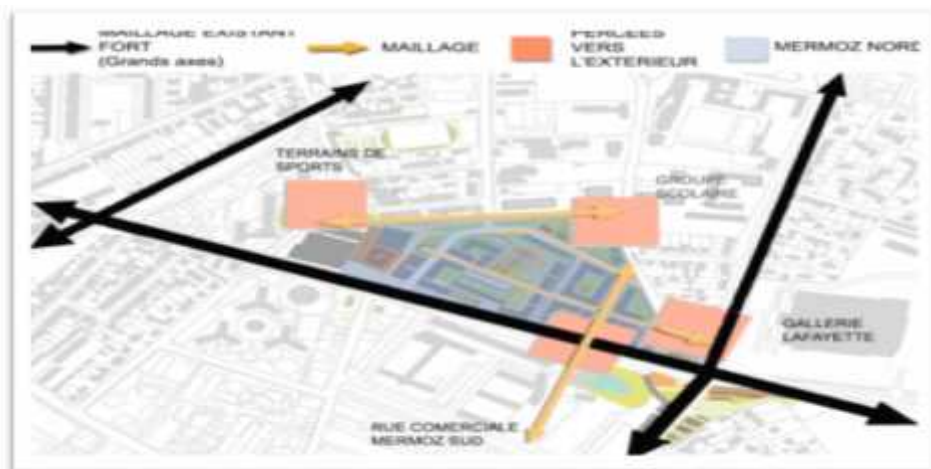 MAILLAGE EXISTANT
FORT
(Grands axes)
MAILLAGE
PERCEES
VERS
L'EXTERIEUR
MERMOZ NORD
TERRAINS DE
SPORTS
GROUPE
SCOLAIRE
GALLERIE
LAFAYETTE
RUE COMERCIALE
MERMOZ SUD